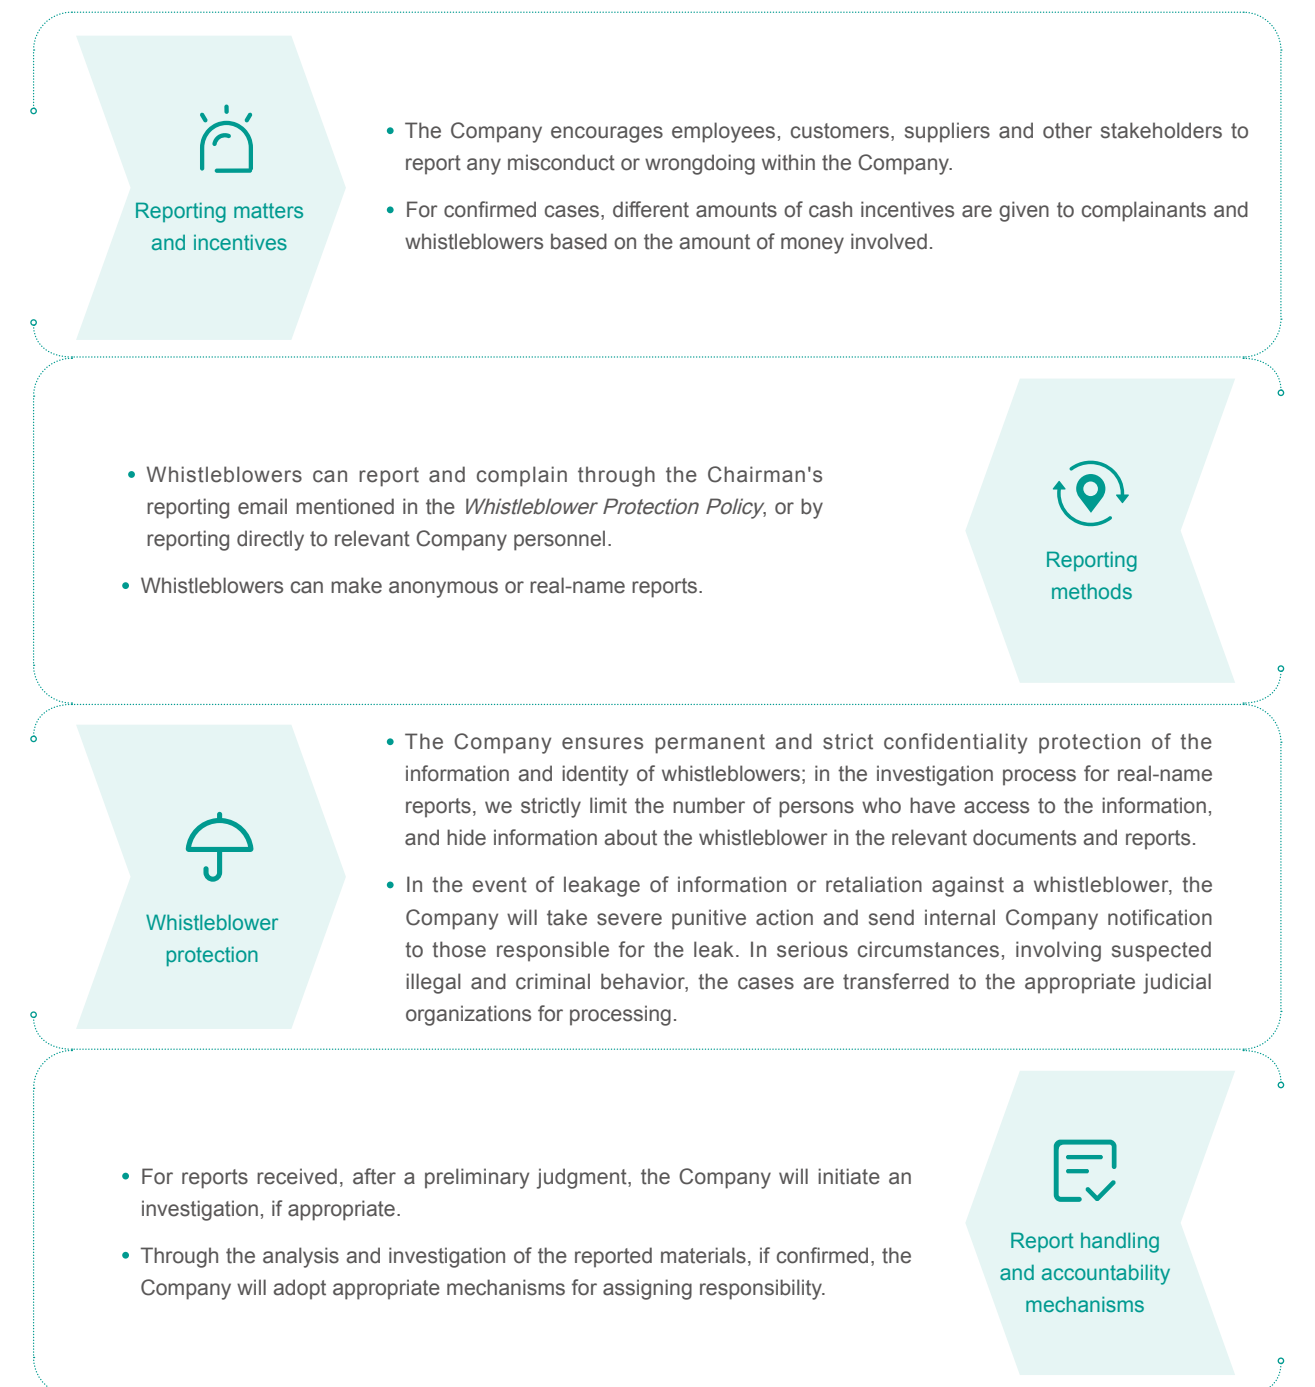 Reporting matters
and incentives
• The Company encourages employees, customers, suppliers and other stakeholders to
report any misconduct or wrongdoing within the Company.
• For confirmed cases, different amounts of cash incentives are given to complainants and
whistleblowers based on the amount of money involved.
• Whistleblowers can report and complain through the Chairman's
reporting email mentioned in the Whistleblower Protection Policy, or by
reporting directly to relevant Company personnel.
• Whistleblowers can make anonymous or real-name reports.
Reporting
methods
Whistleblower
protection
• The Company ensures permanent and strict confidentiality protection of the
information and identity of whistleblowers; in the investigation process for real-name
reports, we strictly limit the number of persons who have access to the information,
and hide information about the whistleblower in the relevant documents and reports.
• In the event of leakage of information or retaliation against a whistleblower, the
Company will take severe punitive action and send internal Company notification
to those responsible for the leak. In serious circumstances, involving suspected
illegal and criminal behavior, the cases are transferred to the appropriate judicial
organizations for processing.
• For reports received, after a preliminary judgment, the Company will initiate an
investigation, if appropriate.
• Through the analysis and investigation of the reported materials, if confirmed, the
Company will adopt appropriate mechanisms for assigning responsibility.
Report handling
and accountability
mechanisms